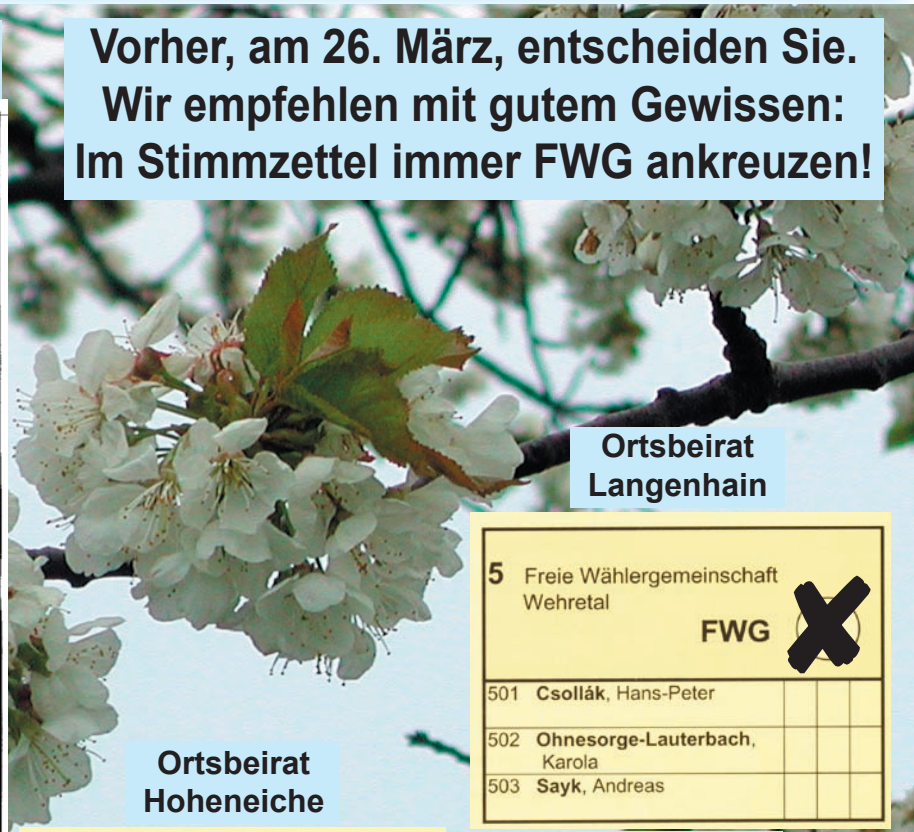 Vorher, am 26. März, entscheiden Sie.
Wir empfehlen mit gutem Gewissen:
Im Stimmzettel immer FWG ankreuzen!
Ortsbeirat
Langenhain
5 Freie Wählergemeinschaft
Wehretal
FWG
501 Csollák, Hans-Peter
502 Ohnesorge-Lauterbach,
Karola
503 Sayk, Andreas
Ortsbeirat
Hoheneiche